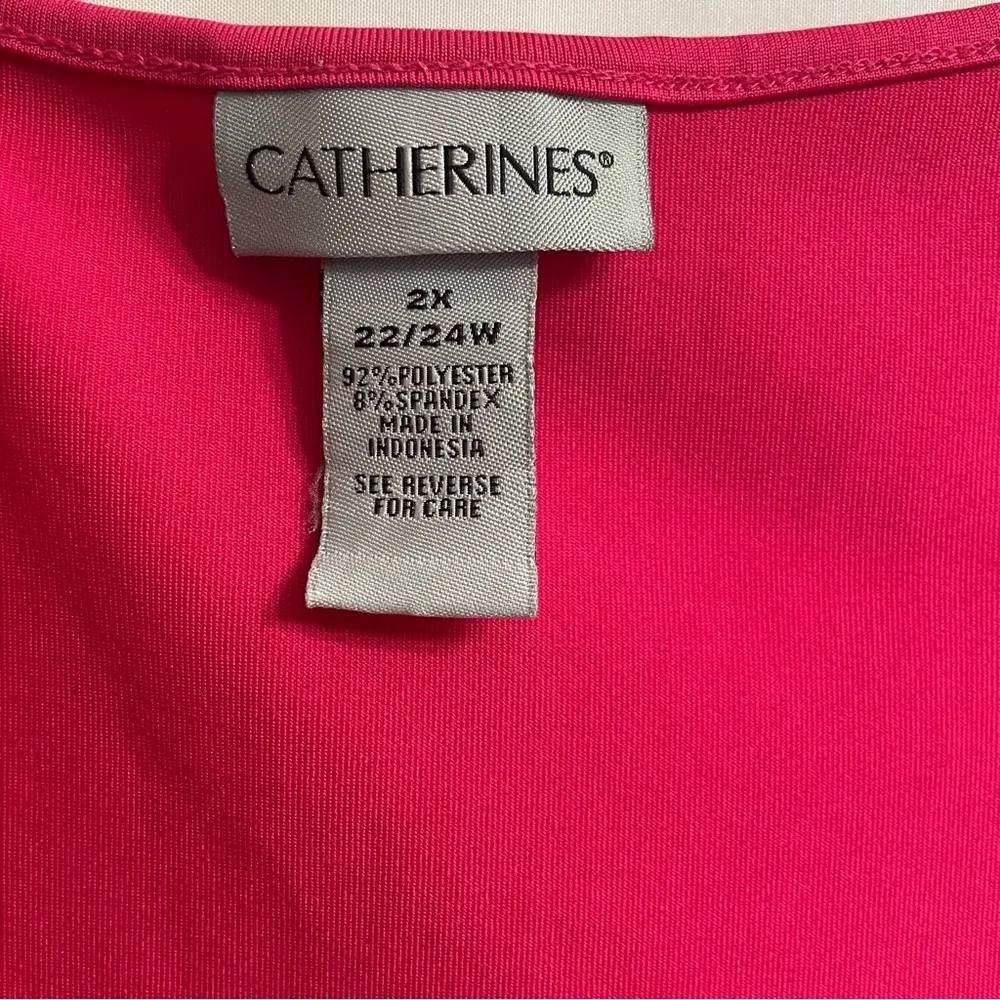 CATHERINES®
2X
22/24W
92%POLYESTER
8%SPANDEX
MADE IN
INDONESIA
SEE REVERSE
FOR CARE